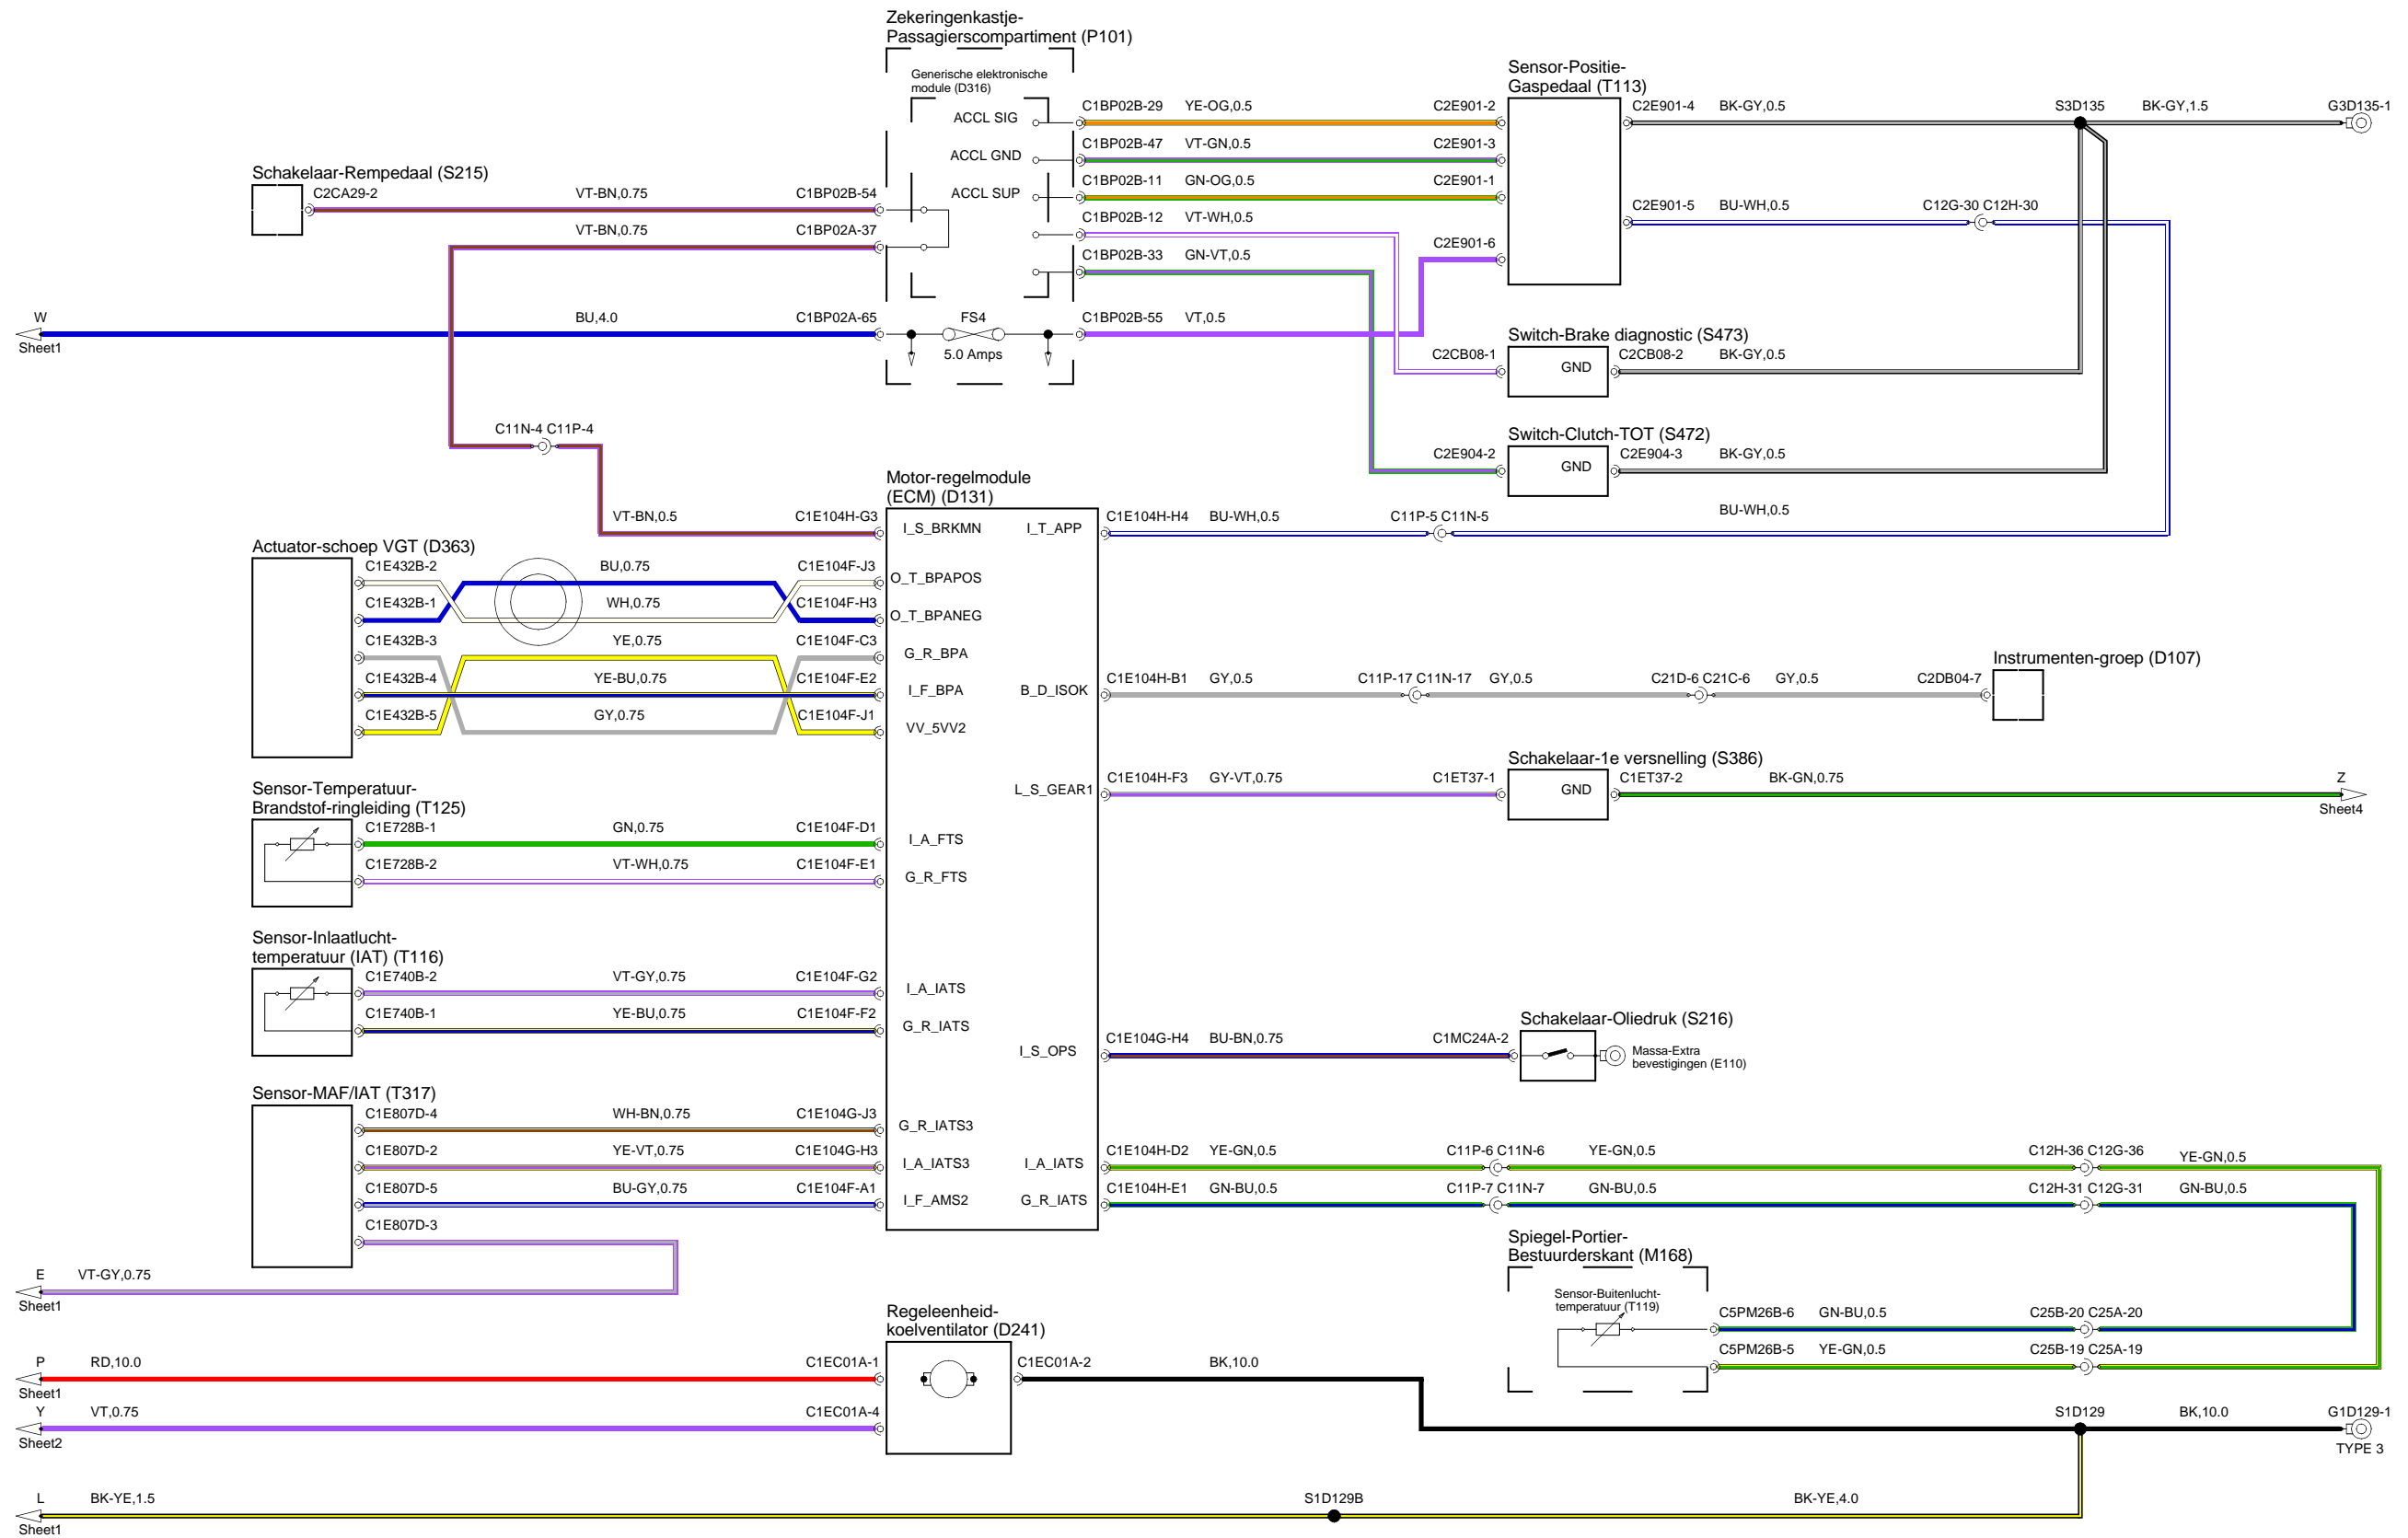 Zekeringenkastje-
Passagierscompartiment (P101)
Generische elektronische
module (D316)
ACCL SIG
ACCL GND
ACCL SUP
C1BP02B-29 YE-OG,0.5 C2E901-2
C1BP02B-47 VT-GN,0.5 C2E901-3
C1BP02B-11 GN-OG,0.5 C2E901-1
C1BP02B-12 VT-WH,0.5
C1BP02B-33 GN-VT,0.5
C2E901-6
Sensor-Positie-
Gaspedaal (T113)
C2E901-4 BK-GY,0.5 S3D135 BK-GY,1.5 G3D135-1
C2E901-5 BU-WH,0.5 C12G-30 C12H-30
Schakelaar-Rempedaal (S215)
C2CA29-2 VT-BN,0.75 C1BP02B-54
VT-BN,0.75 C1BP02A-37
W
Sheet1
BU,4.0 C1BP02A-65
FS4
5.0 Amps
C1BP02B-55 VT,0.5
Switch-Brake diagnostic (S473)
C2CB08-1 GND C2CB08-2 BK-GY,0.5
Switch-Clutch-TOT (S472)
C2E904-2 GND C2E904-3 BK-GY,0.5
C11N-4 C11P-4
Motor-regelmodule
(ECM) (D131)
VT-BN,0.5 C1E104H-G3 I_S_BRKMN
I_T_APP C1E104H-H4 BU-WH,0.5 C11P-5 C11N-5 BU-WH,0.5
Actuator-schoep VGT (D363)
C1E432B-2 BU,0.75 C1E104F-J3 O_T_BPAPOS
C1E432B-1 WH,0.75 C1E104F-H3 O_T_BPANEG
C1E432B-3 YE,0.75 C1E104F-C3 G_R_BPA
C1E432B-4 YE-BU,0.75 C1E104F-E2 I_F_BPA
C1E432B-5 GY,0.75 C1E104F-J1 VV_5VV2
B_D_ISOK C1E104H-B1 GY,0.5 C11P-17 C11N-17 GY,0.5 C21D-6 C21C-6 GY,0.5 C2DB04-7
Instrumenten-groep (D107)
Schakelaar-1e versnelling (S386)
L_S_GEAR1 C1E104H-F3 GY-VT,0.75 C1ET37-1 GND C1ET37-2 BK-GN,0.75
Z
Sheet4
Sensor-Temperatuur-
Brandstof-ringleiding (T125)
C1E728B-1 GN,0.75 C1E104F-D1 I_A_FTS
C1E728B-2 VT-WH,0.75 C1E104F-E1 G_R_FTS
Sensor-Inlaatlucht-
temperatuur (IAT) (T116)
C1E740B-2 VT-GY,0.75 C1E104F-G2 I_A_IATS
C1E740B-1 YE-BU,0.75 C1E104F-F2 G_R_IATS
Schakelaar-Oliedruk (S216)
I_S_OPS C1E104G-H4 BU-BN,0.75 C1MC24A-2
Massa-Extra
bevestigingen (E110)
Sensor-MAF/IAT (T317)
C1E807D-4 WH-BN,0.75 C1E104G-J3 G_R_IATS3
C1E807D-2 YE-VT,0.75 C1E104G-H3 I_A_IATS3
C1E807D-5 BU-GY,0.75 C1E104F-A1 I_F_AMS2
C1E807D-3
I_A_IATS C1E104H-D2 YE-GN,0.5 C11P-6 C11N-6 YE-GN,0.5 C12H-36 C12G-36 YE-GN,0.5
G_R_IATS C1E104H-E1 GN-BU,0.5 C11P-7 C11N-7 GN-BU,0.5 C12H-31 C12G-31 GN-BU,0.5
E
Sheet1
VT-GY,0.75
Spiegel-Portier-
Bestuurderskant (M168)
Sensor-Buitenlucht-
temperatuur (T119)
C5PM26B-6 GN-BU,0.5 C25B-20 C25A-20
C5PM26B-5 YE-GN,0.5 C25B-19 C25A-19
Regeleenheid-
koelventilator (D241)
P
Sheet1
RD,10.0 C1EC01A-1
C1EC01A-2 BK,10.0
Y
Sheet2
VT,0.75 C1EC01A-4
S1D129 BK,10.0 G1D129-1
TYPE 3
L
Sheet1
BK-YE,1.5 S1D129B BK-YE,4.0